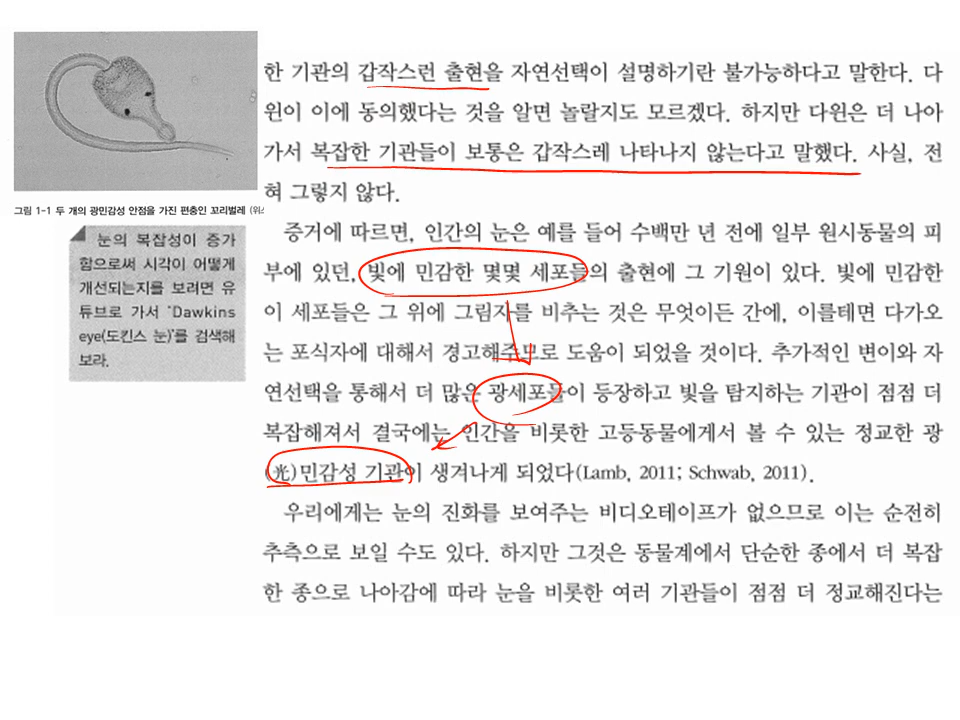 그림 1-1 두 개의 광민감성 안점을 가진 편충인 꼬리벌레 (위스
눈의 복잡성이 증가
함으로써 시각이 어떻게
개선되는지를 보려면 유
튜브로 가서 'Dawkins
eye(도킨스 눈)'를 검색해
보라.
한 기관의 갑작스런 출현을 자연선택이 설명하기란 불가능하다고 말한다. 다
윈이 이에 동의했다는 것을 알면 놀랄지도 모르겠다. 하지만 다윈은 더 나아
가서 복잡한 기관들이 보통은 갑작스레 나타나지 않는다고 말했다. 사실, 전
혀 그렇지 않다.
증거에 따르면, 인간의 눈은 예를 들어 수백만 년 전에 일부 원시동물의 피
부에 있던, 빛에 민감한 몇몇 세포들의 출현에 그 기원이 있다. 빛에 민감한
이 세포들은 그 위에 그림자를 비추는 것은 무엇이든 간에, 이를테면 다가오
는 포식자에 대해서 경고해주므로 도움이 되었을 것이다. 추가적인 변이와 자
연선택을 통해서 더 많은 광세포들이 등장하고 빛을 탐지하는 기관이 점점 더
복잡해져서 결국에는 인간을 비롯한 고등동물에게서 볼 수 있는 정교한 광
(光)민감성 기관이 생겨나게 되었다(Lamb, 2011; Schwab, 2011).
우리에게는 눈의 진화를 보여주는 비디오테이프가 없으므로 이는 순전히
추측으로 보일 수도 있다. 하지만 그것은 동물계에서 단순한 종에서 더 복잡
한 종으로 나아감에 따라 눈을 비롯한 여러 기관들이 점점 더 정교해진다는